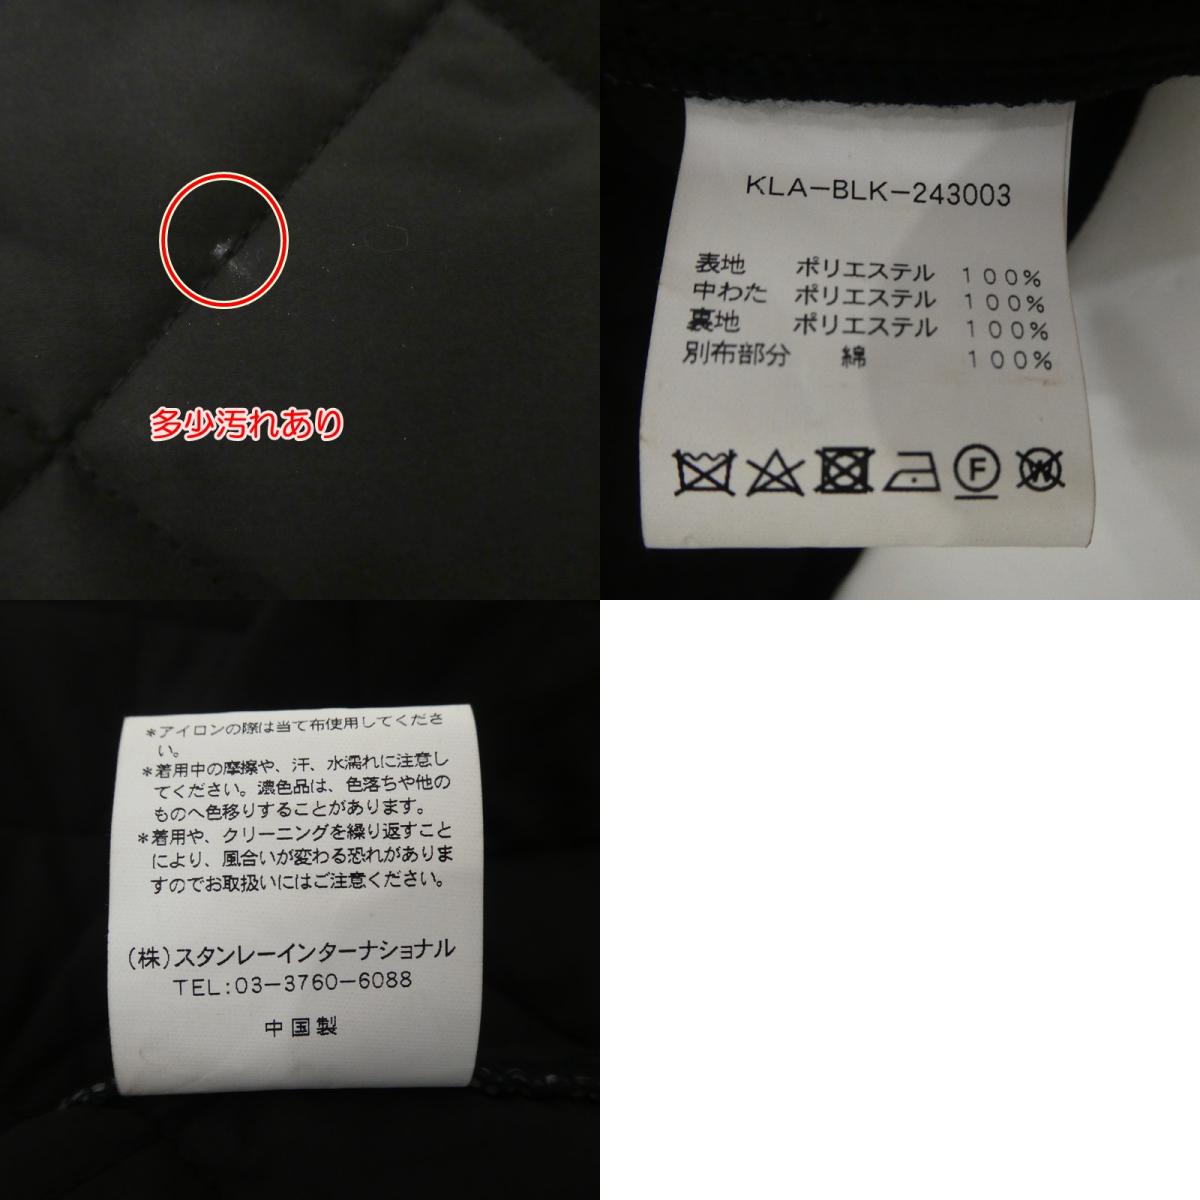 多少汚れあり
KLA-BLK-243003
表地 ポリエステル 100%
中わた ポリエステル 100%
裏地 ポリエステル 100%
別布部分 綿 100%
F
W
*アイロンの際は当て布使用してくださ
い。
*着用中の摩擦や、汗、水濡れに注意し
てください。濃色品は、色落ちや他の
ものへ色移りすることがあります。
*着用や、クリーニングを繰り返すこと
により、風合いが変わる恐れがありま
すのでお取扱いにはご注意ください。
(株)スタンレーインターナショナル
TEL:03-3760-6088
中国製